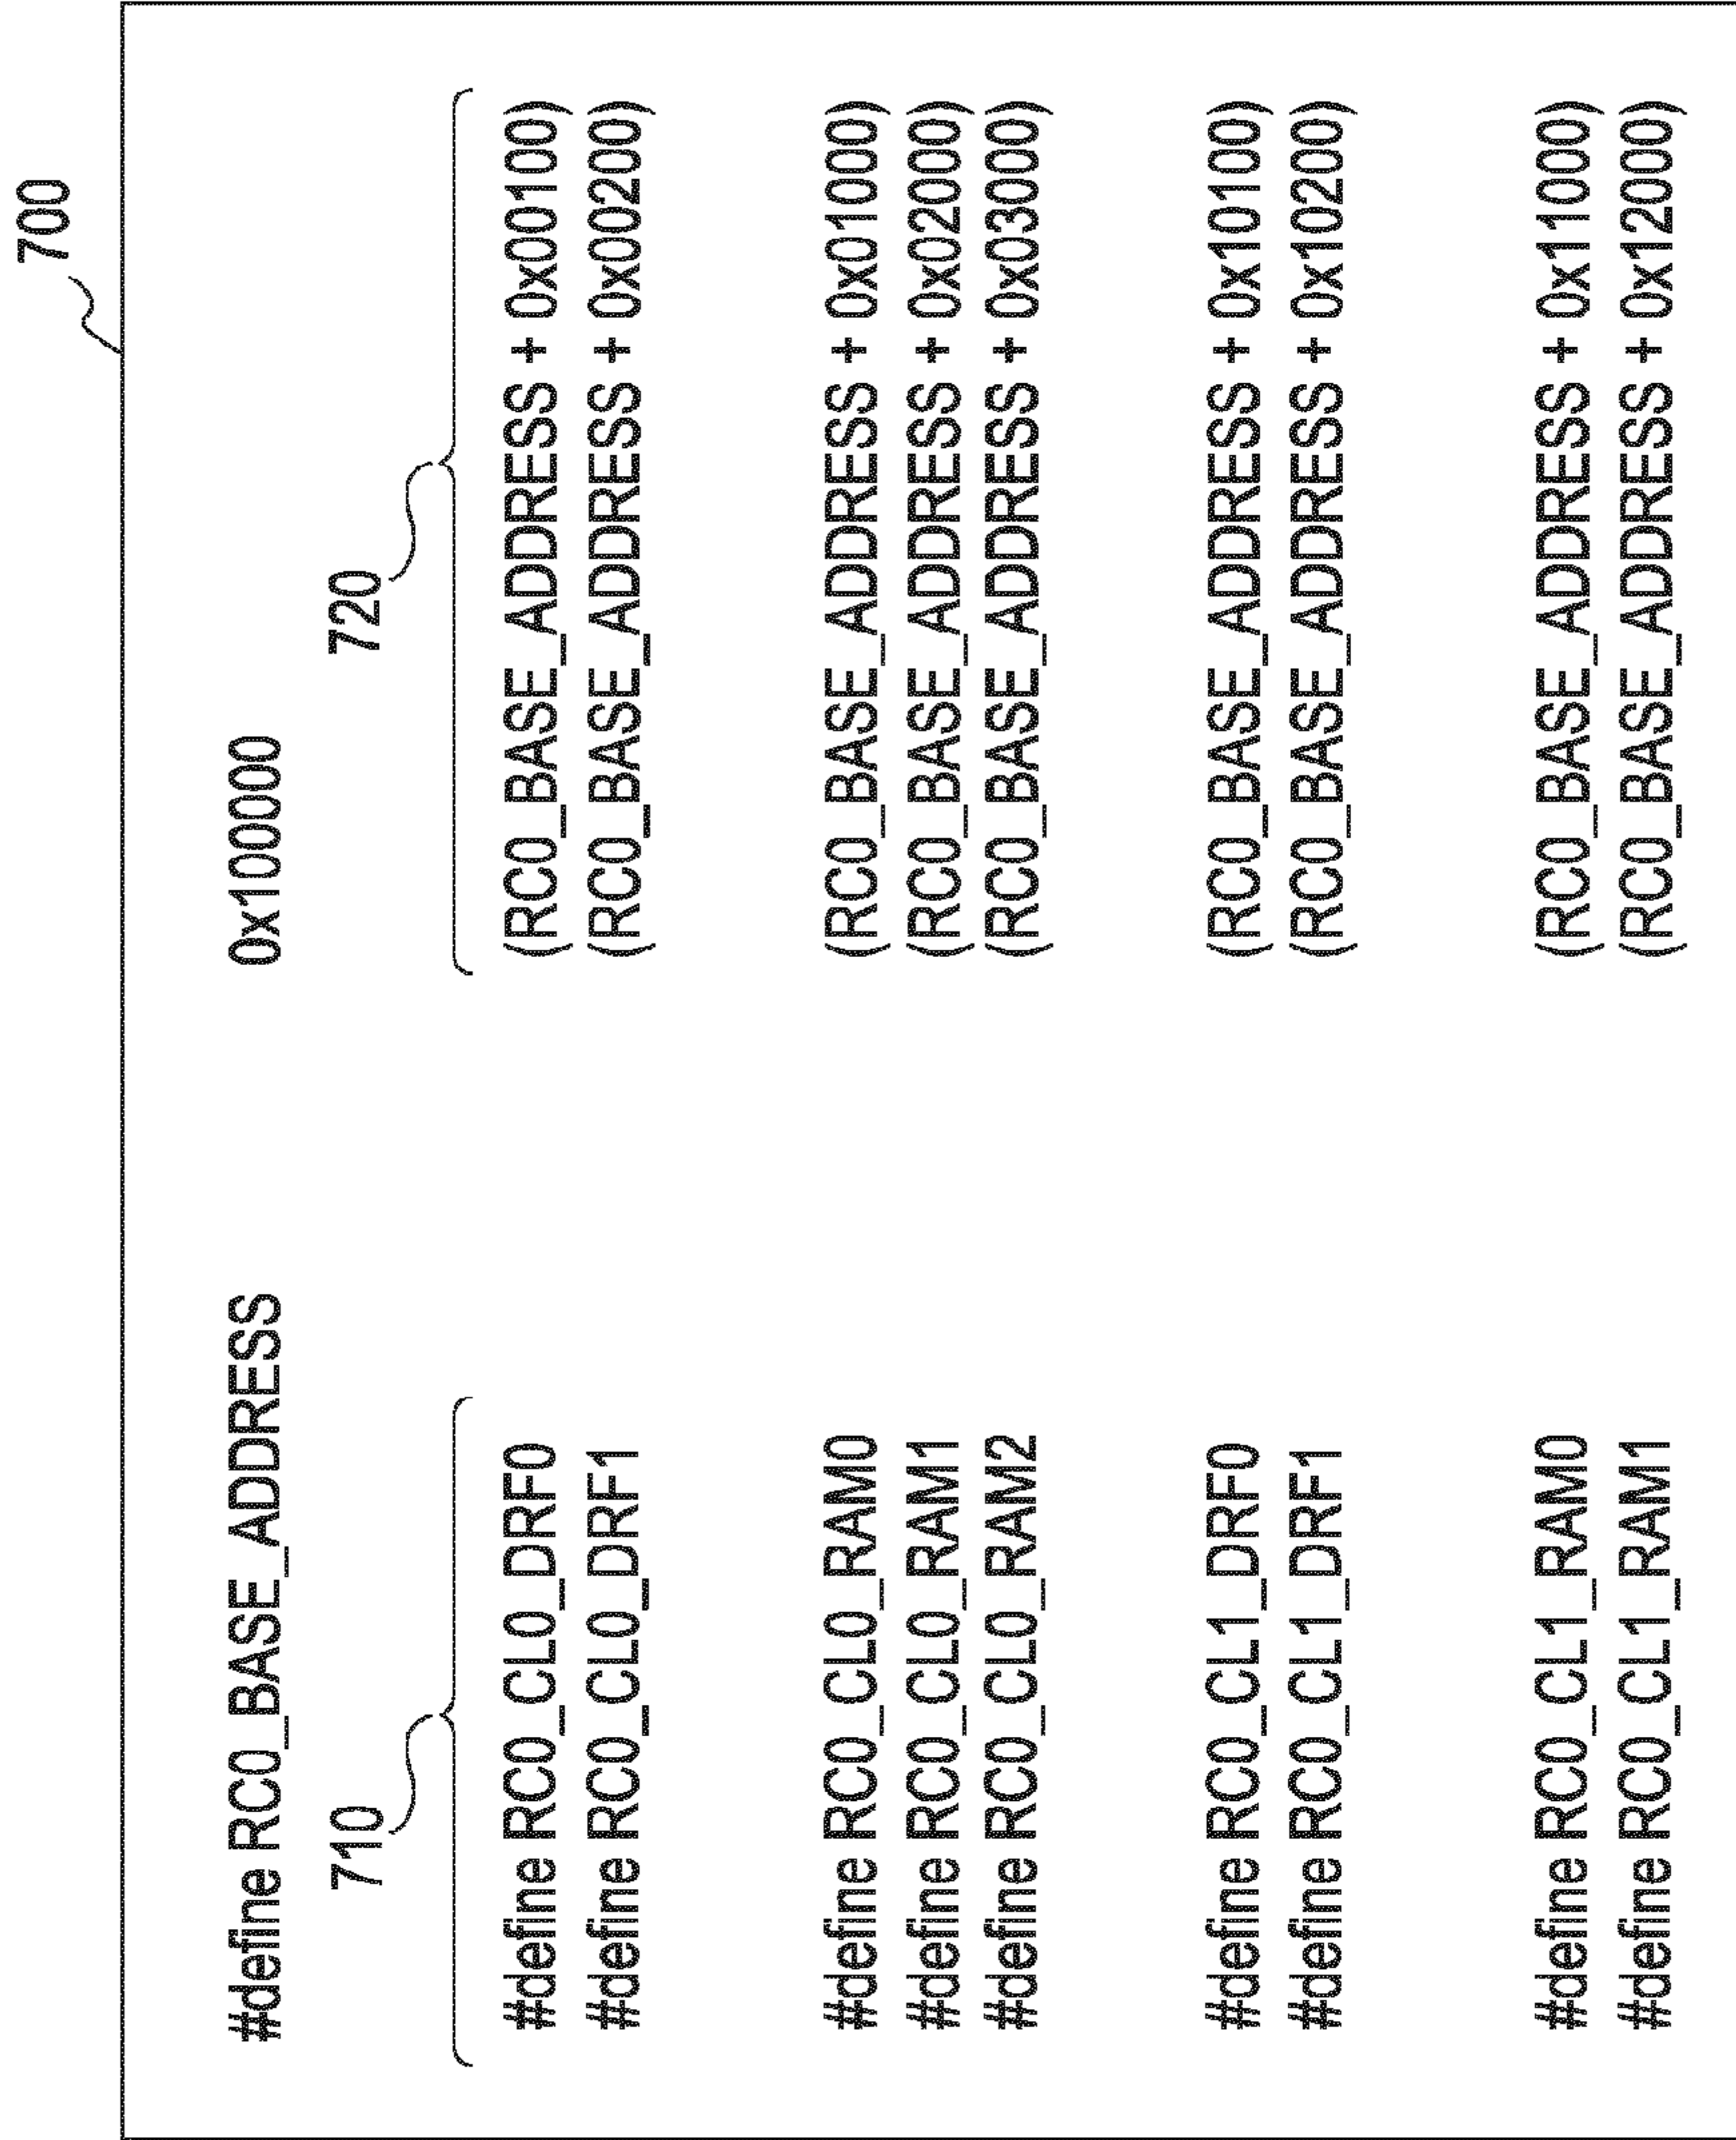 700
#define RC0_BASE_ADDRESS 0x100000
710 720
#define RC0_CL0_DRF0 (RC0_BASE_ADDRESS + 0x00100)
#define RC0_CL0_DRF1 (RC0_BASE_ADDRESS + 0x00200)
#define RC0_CL0_RAM0 (RC0_BASE_ADDRESS + 0x01000)
#define RC0_CL0_RAM1 (RC0_BASE_ADDRESS + 0x02000)
#define RC0_CL0_RAM2 (RC0_BASE_ADDRESS + 0x03000)
#define RC0_CL1_DRF0 (RC0_BASE_ADDRESS + 0x10100)
#define RC0_CL1_DRF1 (RC0_BASE_ADDRESS + 0x10200)
#define RC0_CL1_RAM0 (RC0_BASE_ADDRESS + 0x11000)
#define RC0_CL1_RAM1 (RC0_BASE_ADDRESS + 0x12000)